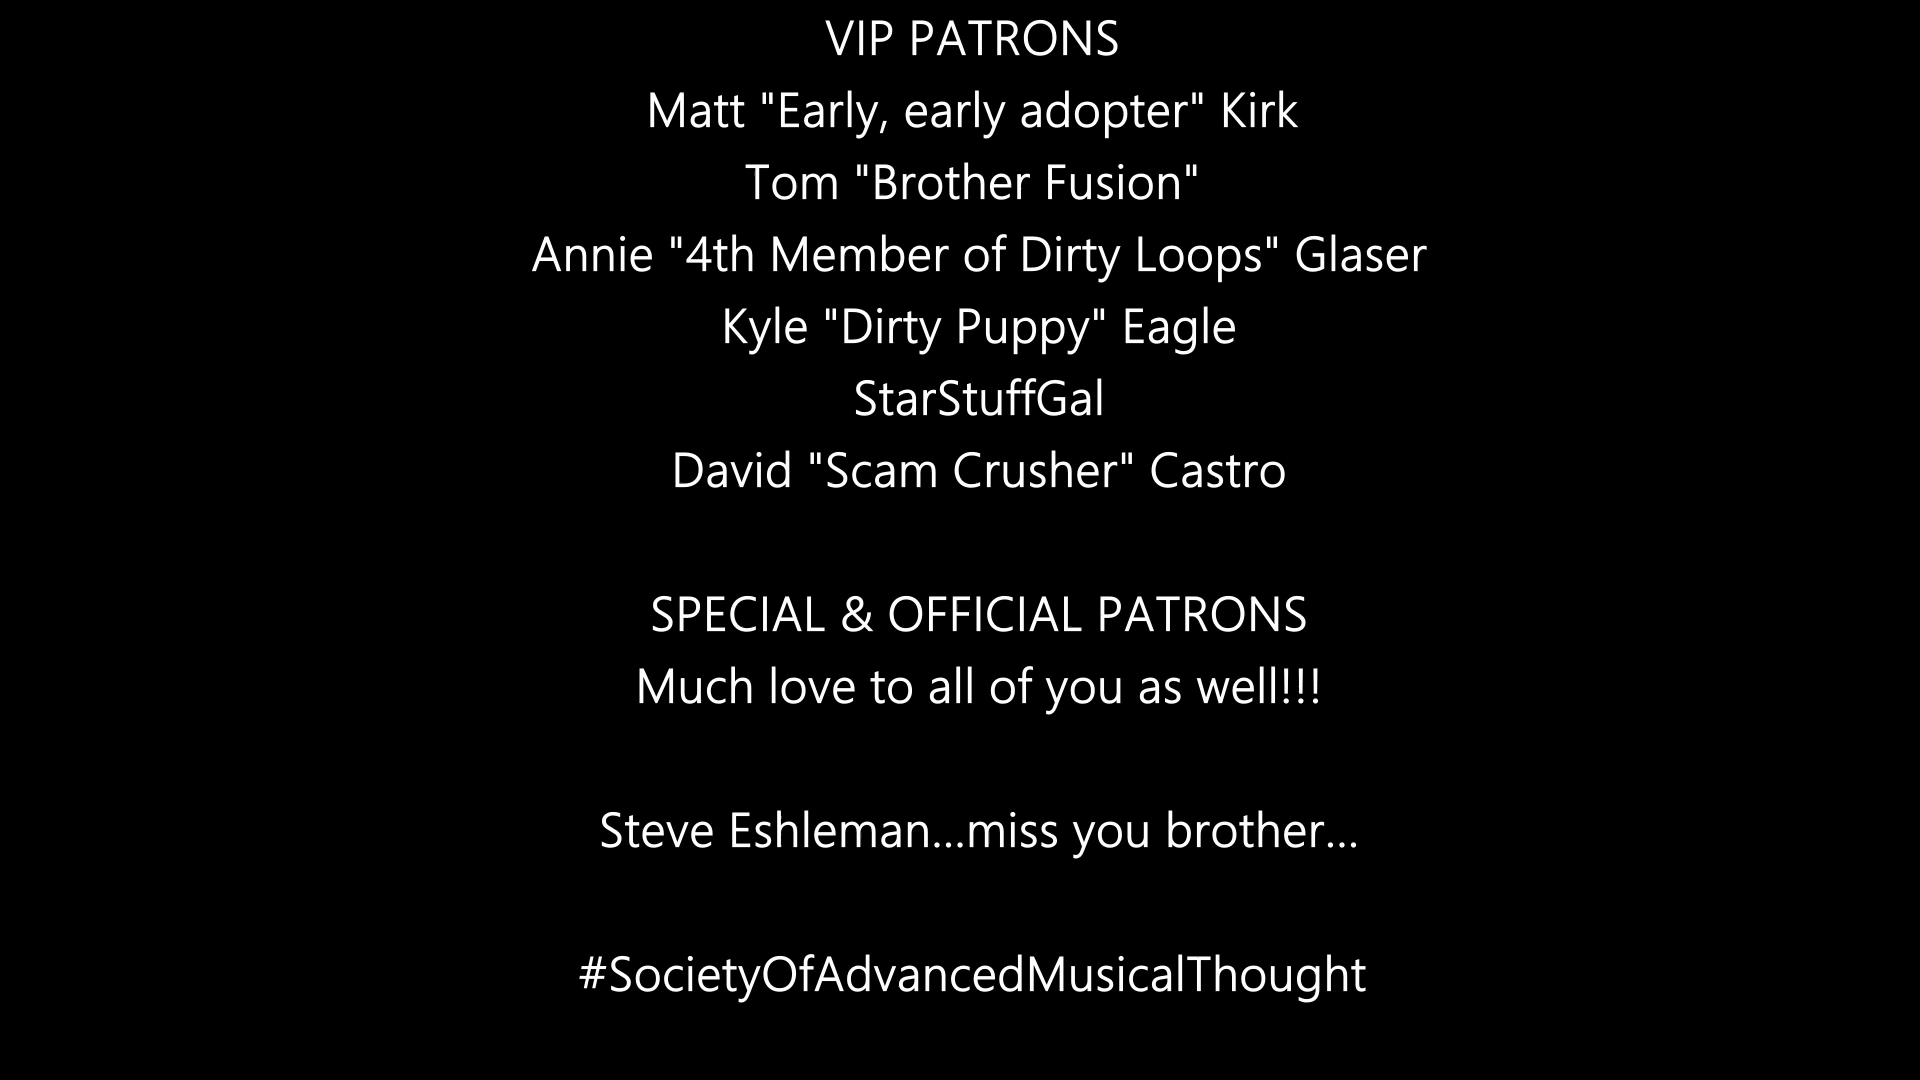 VIP PATRONS
Matt "Early, early adopter" Kirk
Tom "Brother Fusion"
Annie "4th Member of Dirty Loops" Glaser
Kyle "Dirty Puppy" Eagle
StarStuffGal
David "Scam Crusher" Castro
SPECIAL & OFFICIAL PATRONS
Much love to all of you as well!!!
Steve Eshleman...miss you brother...
#SocietyOfAdvancedMusicalThought